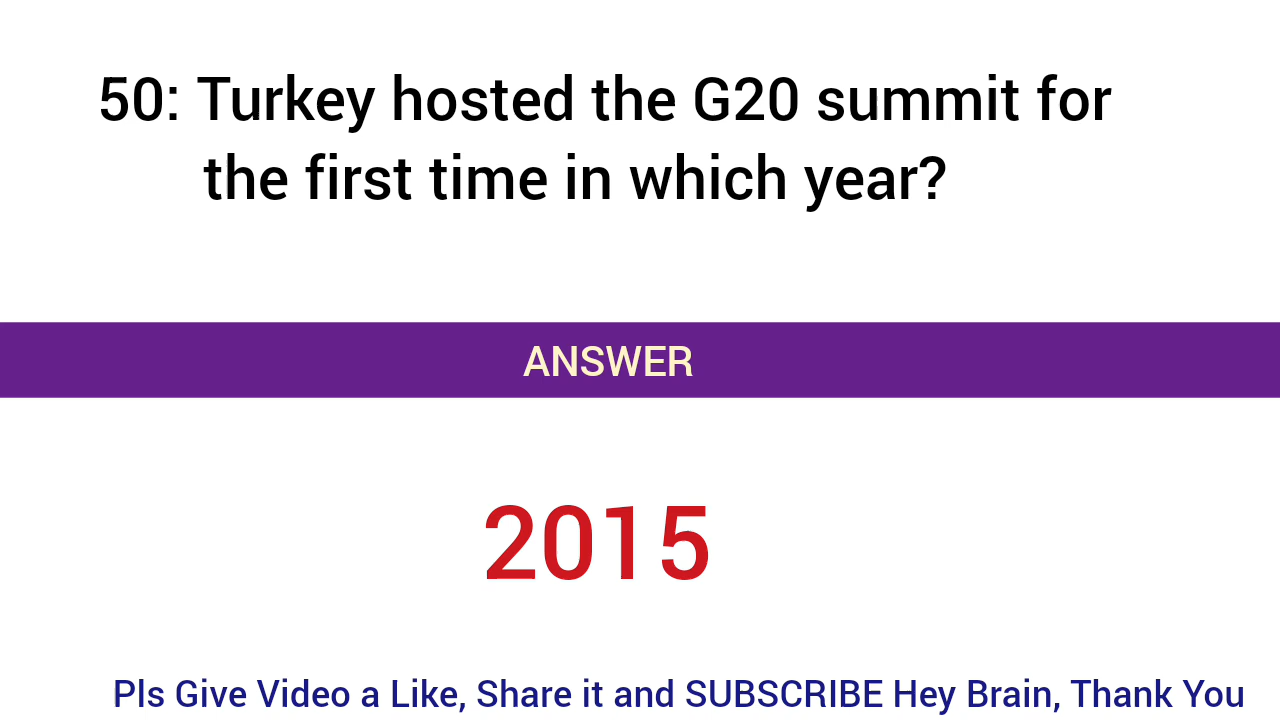 50: Turkey hosted the G20 summit for
the first time in which year?
ANSWER
2015
Pls Give Video a Like, Share it and SUBSCRIBE Hey Brain, Thank You